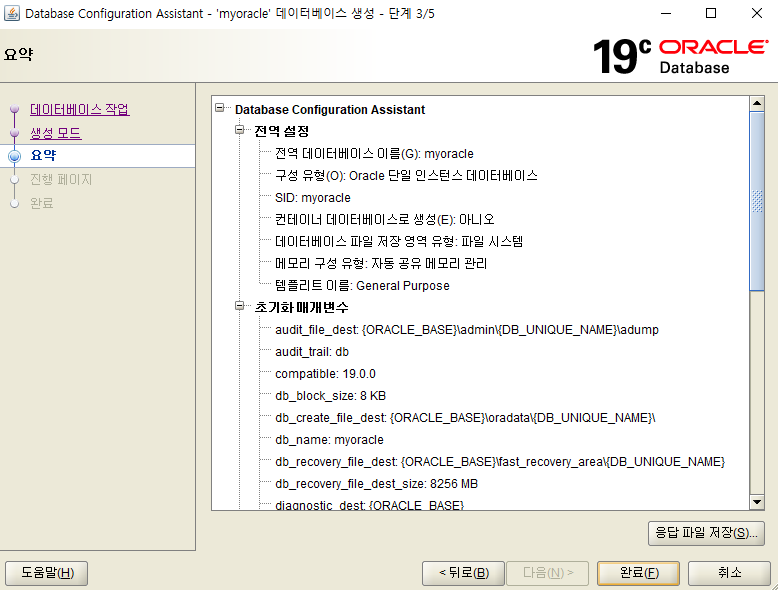 Database Configuration Assistant - 'myoracle' 데이터베이스 생성 - 단계 3/5
요약
19c ORACLE®
Database
데이터베이스 작업
생성 모드
요약
진행 페이지
완료
Database Configuration Assistant
전역 설정
전역 데이터베이스 이름(G): myoracle
구성 유형(O): Oracle 단일 인스턴스 데이터베이스
SID: myoracle
컨테이너 데이터베이스로 생성(E): 아니오
데이터베이스 파일 저장 영역 유형: 파일 시스템
메모리 구성 유형: 자동 공유 메모리 관리
템플리트 이름: General Purpose
초기화 매개변수
audit_file_dest: {ORACLE_BASE}\admin\{DB_UNIQUE_NAME}\adump
audit_trail: db
compatible: 19.0.0
db_block_size: 8 KB
db_create_file_dest: {ORACLE_BASE}\oradata\{DB_UNIQUE_NAME}\
db_name: myoracle
db_recovery_file_dest: {ORACLE_BASE}\fast_recovery_area\{DB_UNIQUE_NAME}
db_recovery_file_dest_size: 8256 MB
diagnostic_dest: {ORACLE_BASE}
응답 파일 저장(S)...
도움말(H)
< 뒤로(B)
다음(N) >
완료(F)
취소